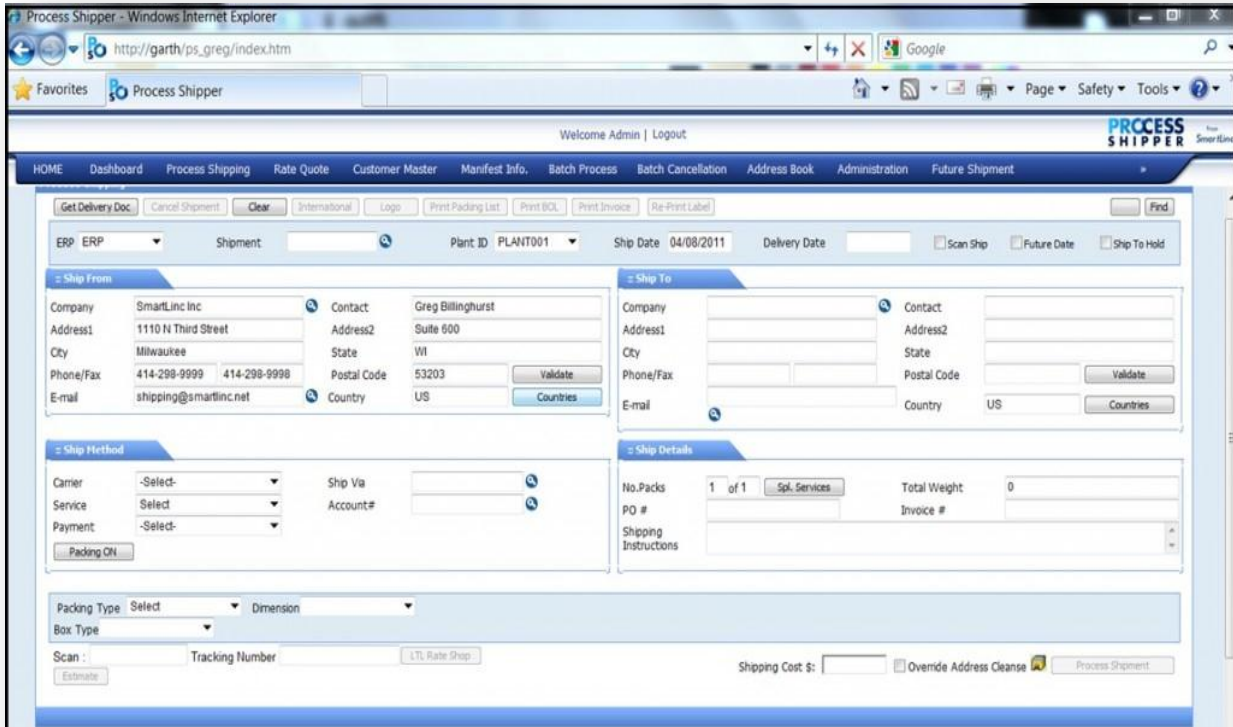 Process Shipper - Windows Internet Explorer
http://garth/ps_greg/index.htm Google
Favorites Process Shipper Page Safety Tools
Welcome Admin | Logout PROCESS SHIPPER from SmartLinc
HOME Dashboard Process Shipping Rate Quote Customer Master Manifest Info. Batch Process Batch Cancellation Address Book Administration Future Shipment »
Process Shipping
Get Delivery Doc Cancel Shipment Clear International Logo Print Packing List Print BOL Print Invoice Re-Print Label Find
ERP ERP Shipment Plant ID PLANT001 Ship Date 04/08/2011 Delivery Date Scan Ship Future Date Ship To Hold
:: Ship From
Company SmartLinc Inc Contact Greg Billinghurst
Address1 1110 N Third Street Address2 Suite 600
City Milwaukee State WI
Phone/Fax 414-298-9999 414-298-9998 Postal Code 53203 Validate
E-mail shipping@smartlinc.net Country US Countries
:: Ship To
Company Contact
Address1 Address2
City State
Phone/Fax Postal Code Validate
E-mail Country US Countries
:: Ship Method
Carrier -Select- Ship Via
Service Select Account#
Payment -Select-
Packing ON
:: Ship Details
No.Packs 1 of 1 Spl. Services Total Weight 0
PO # Invoice #
Shipping
Instructions
Packing Type Select Dimension
Box Type
Scan : Tracking Number LTL Rate Shop
Shipping Cost $: Override Address Cleanse Process Shipment
Estimate